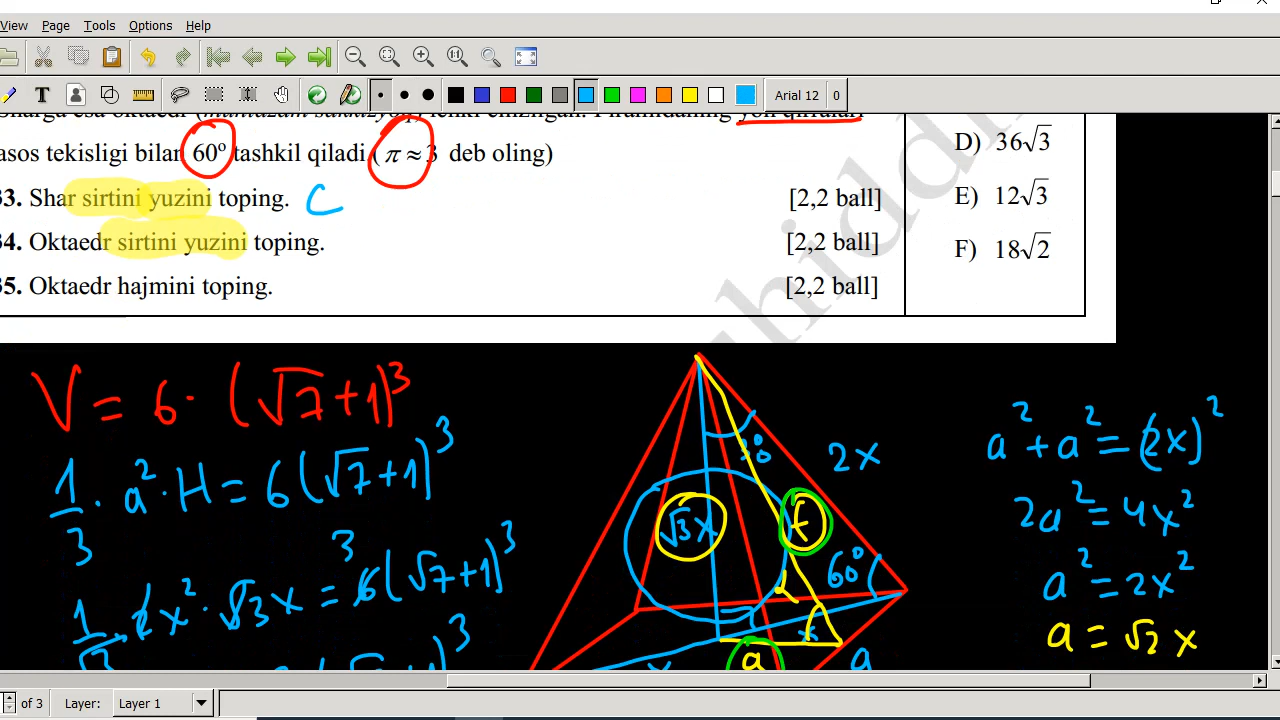 View Page Tools Options Help
T Arial 12 0
asos tekisligi bilan 60º tashkil qiladi ( π ≈ 3 deb oling)
33. Shar sirtini yuzini toping. C [2,2 ball]
34. Oktaedr sirtini yuzini toping. [2,2 ball]
35. Oktaedr hajmini toping. [2,2 ball]
D) 36√3
E) 12√3
F) 18√2
V = 6 · (√7+1)³
1/3 · a² · H = 6(√7+1)³
2x² · √3x = 6(√7+1)³
3
√3x
f
60°
2x
x
a
a
a² + a² = (2x)²
2a² = 4x²
a² = 2x²
a = √2 x
of 3 Layer: Layer 1